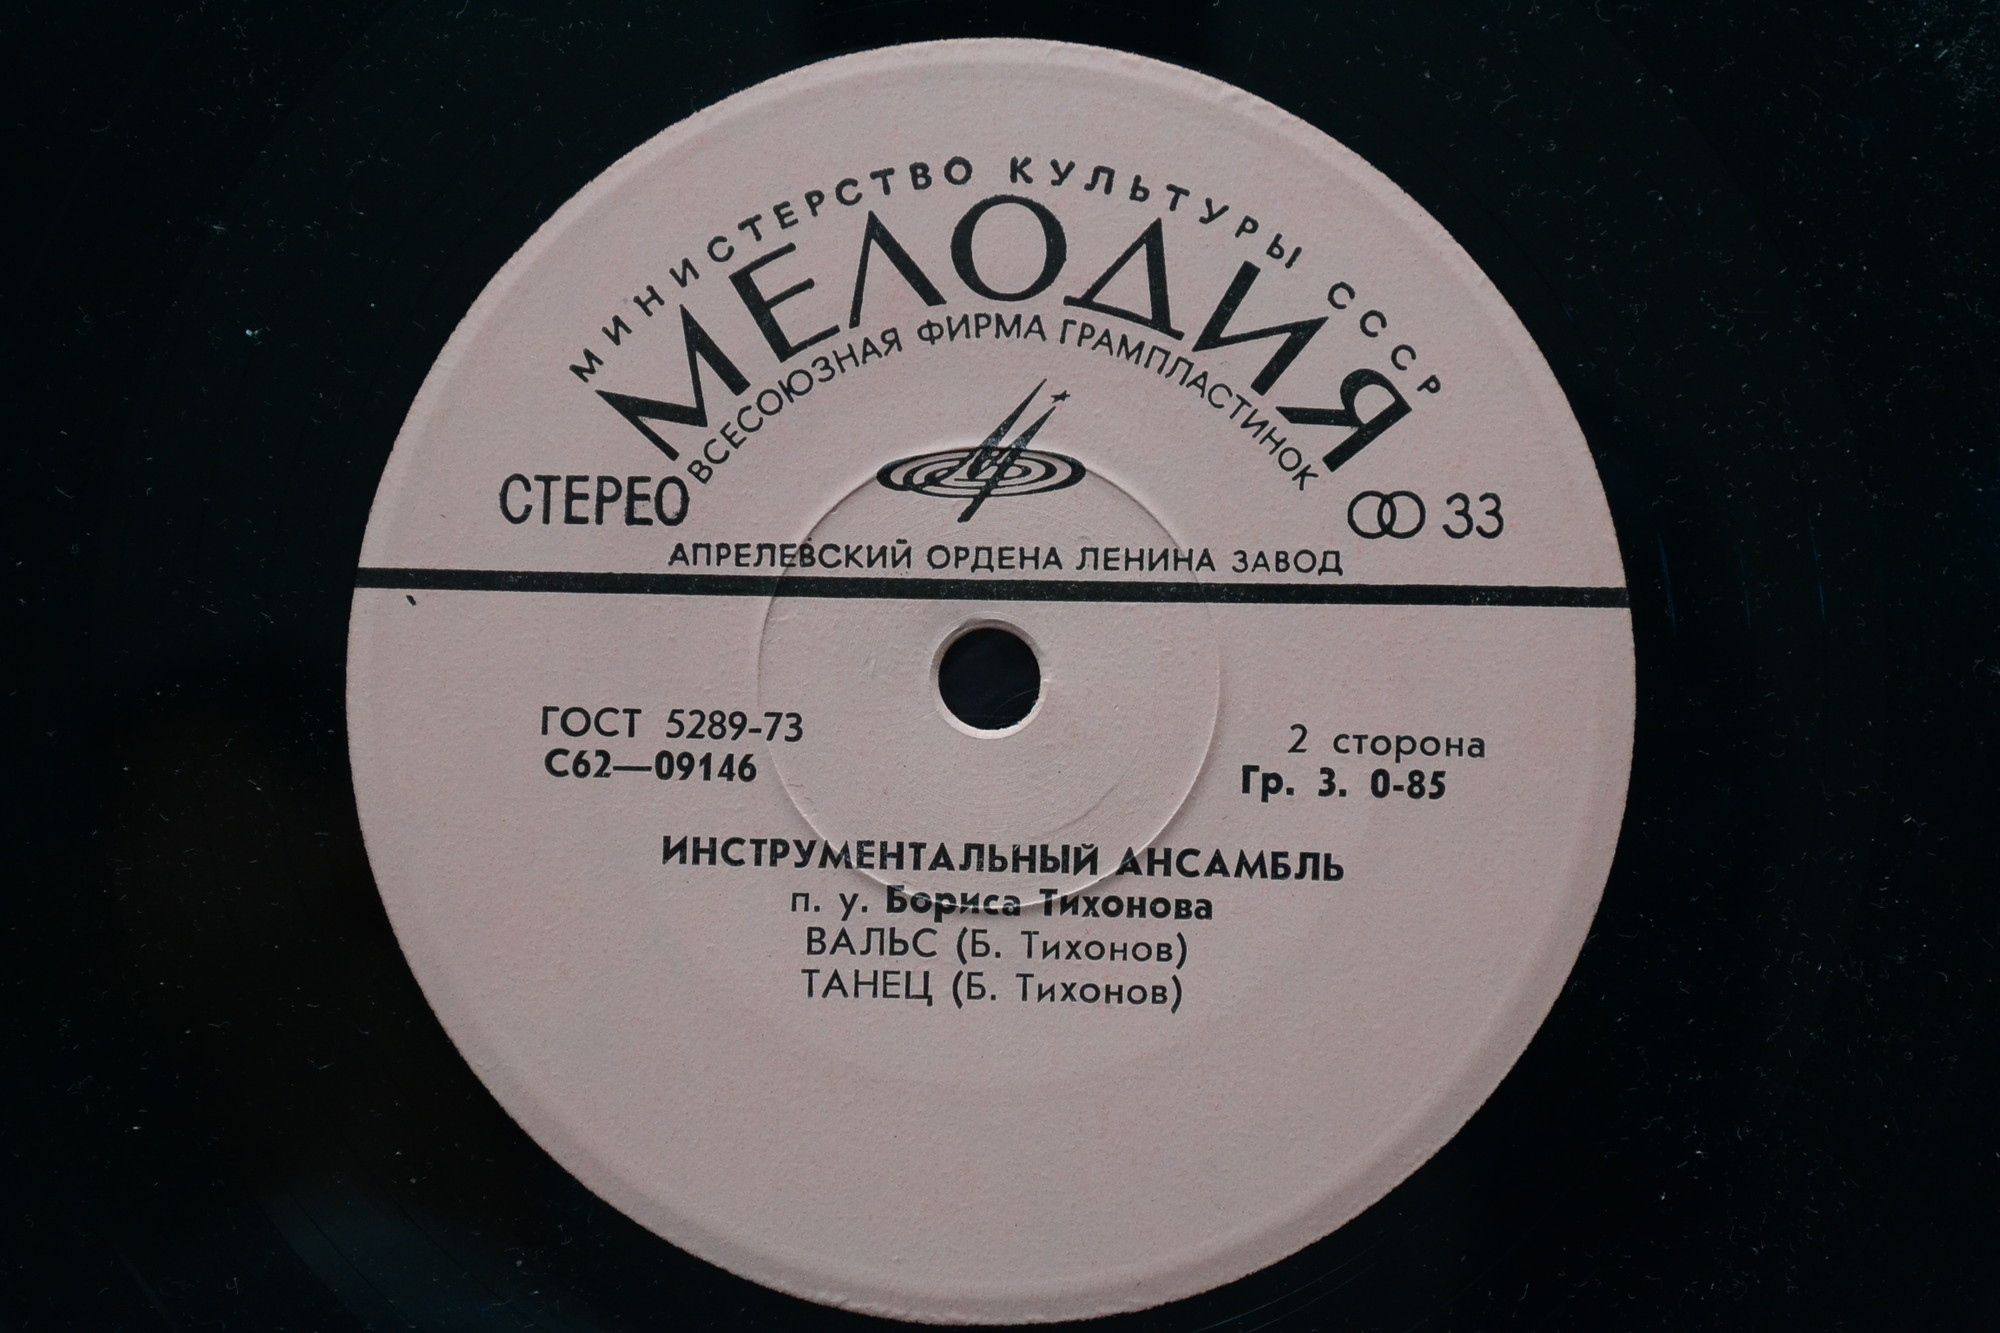 МИНИСТЕРСТВО КУЛЬТУРЫ СССР
МЕЛОДИЯ
ВСЕСОЮЗНАЯ ФИРМА ГРАМПЛАСТИНОК
СТЕРЕО
33
АПРЕЛЕВСКИЙ ОРДЕНА ЛЕНИНА ЗАВОД
ГОСТ 5289-73
С62—09146
2 сторона
Гр. 3. 0-85
ИНСТРУМЕНТАЛЬНЫЙ АНСАМБЛЬ
п. у. Бориса Тихонова
ВАЛЬС (Б. Тихонов)
ТАНЕЦ (Б. Тихонов)